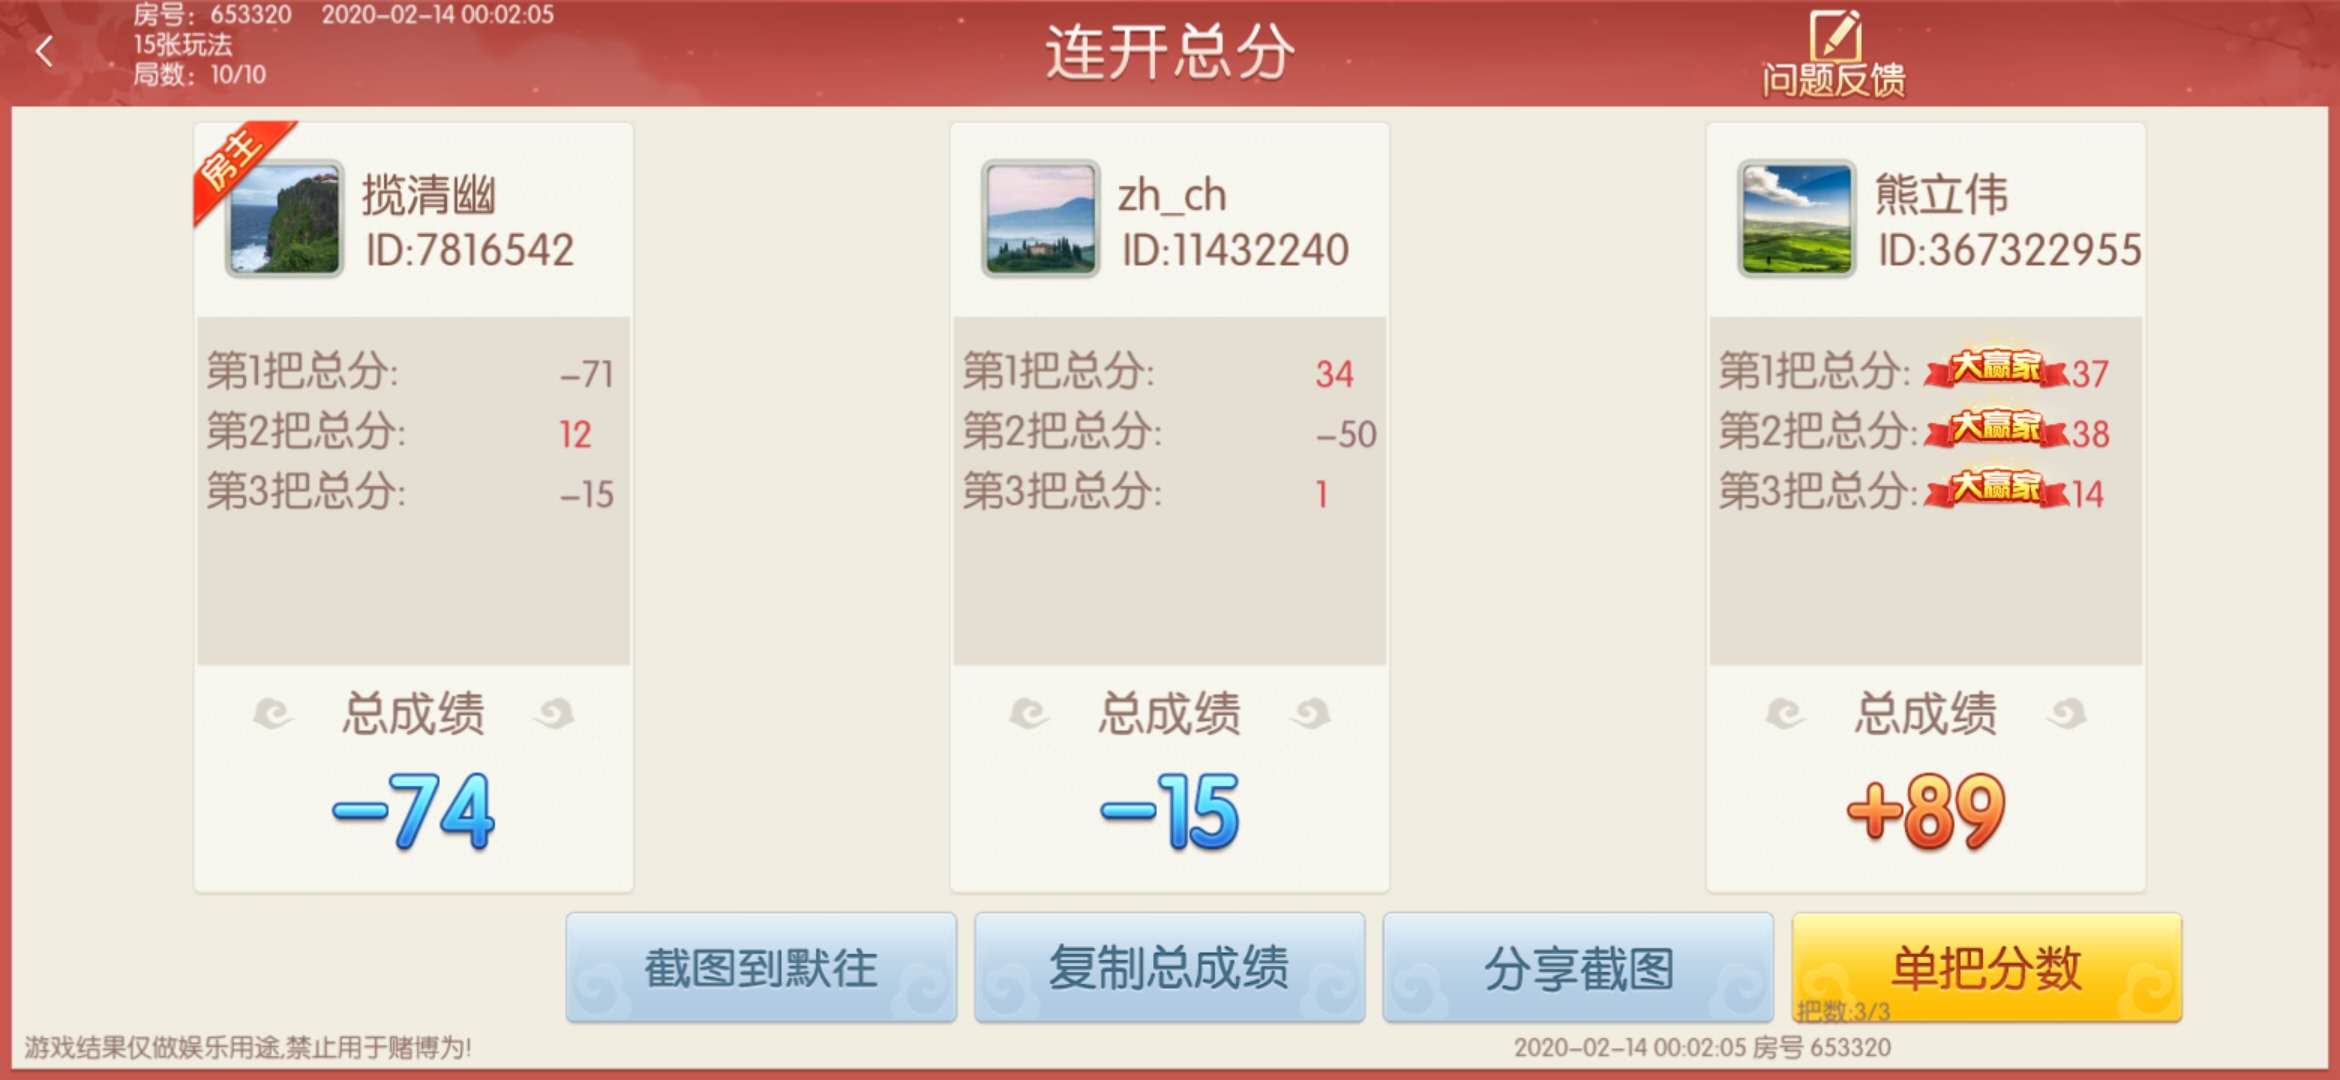 房号：653320 2020-02-14 00:02:05
15张玩法
局数：10/10
连开总分
问题反馈
房主
揽清幽
ID:7816542
第1把总分: -71
第2把总分: 12
第3把总分: -15
总成绩
-74
zh_ch
ID:11432240
第1把总分: 34
第2把总分: -50
第3把总分: 1
总成绩
-15
熊立伟
ID:367322955
第1把总分: 大赢家 37
第2把总分: 大赢家 38
第3把总分: 大赢家 14
总成绩
+89
截图到默往
复制总成绩
分享截图
单把分数
把数:3/3
游戏结果仅做娱乐用途,禁止用于赌博为!
2020-02-14 00:02:05 房号 653320